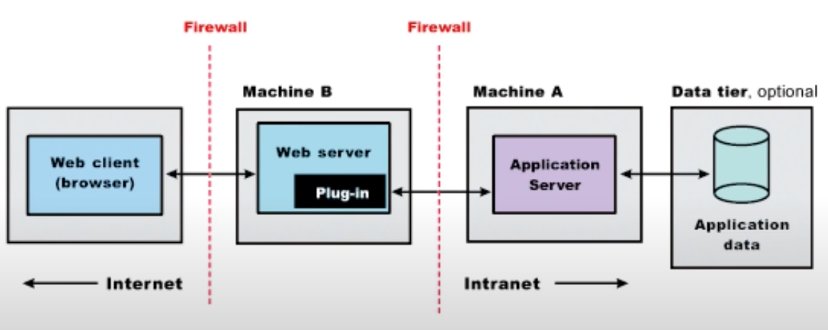 Firewall
Firewall
Machine B
Machine A
Data tier, optional
Web client
(browser)
Web server
Plug-in
Application
Server
Application
data
Internet
Intranet